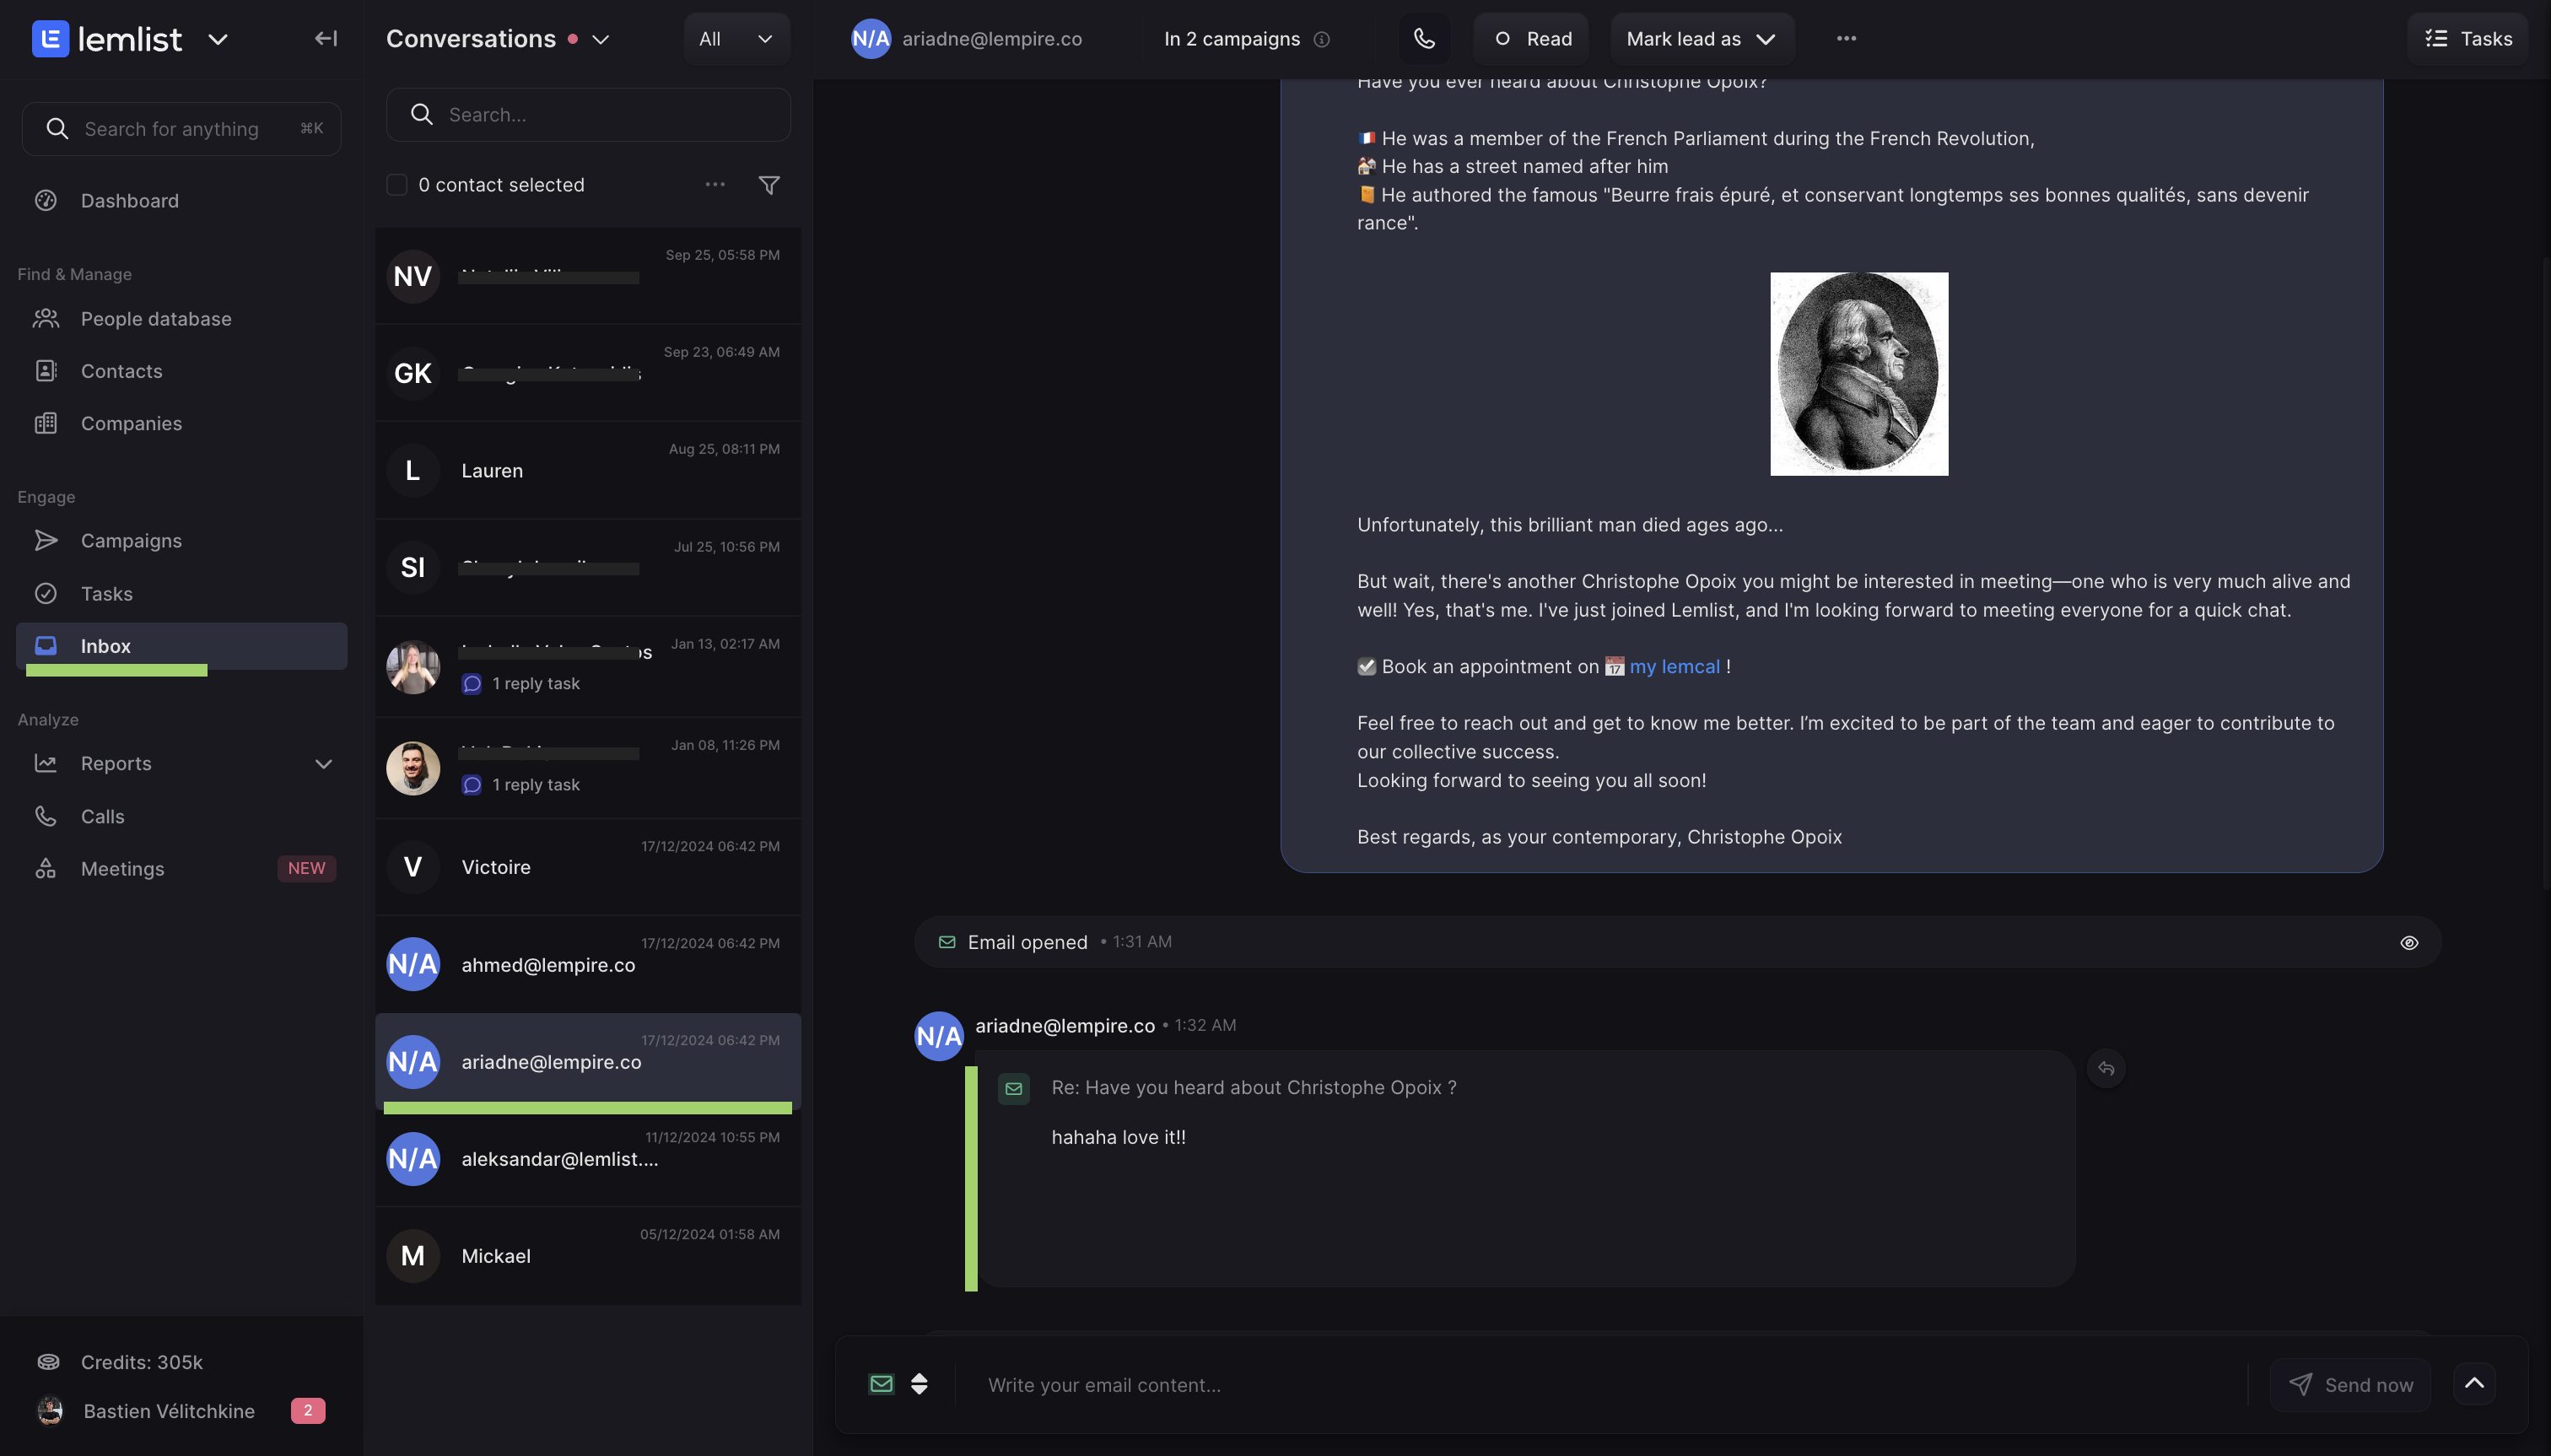 lemlist
Search for anything
⌘K
Dashboard
Find & Manage
People database
Contacts
Companies
Engage
Campaigns
Tasks
Inbox
Analyze
Reports
Calls
Meetings
NEW
Credits: 305k
Bastien Vélitchkine
2
Conversations
All
Search...
0 contact selected
NV
Sep 25, 05:58 PM
GK
Sep 23, 06:49 AM
L
Lauren
Aug 25, 08:11 PM
SI
Jul 25, 10:56 PM
Jan 13, 02:17 AM
1 reply task
Jan 08, 11:26 PM
1 reply task
V
Victoire
17/12/2024 06:42 PM
N/A
ahmed@lempire.co
17/12/2024 06:42 PM
N/A
ariadne@lempire.co
17/12/2024 06:42 PM
N/A
aleksandar@lemlist....
11/12/2024 10:55 PM
M
Mickael
05/12/2024 01:58 AM
N/A
ariadne@lempire.co
In 2 campaigns
Read
Mark lead as
Tasks
Have you ever heard about Christophe Opoix?
He was a member of the French Parliament during the French Revolution,
He has a street named after him
He authored the famous "Beurre frais épuré, et conservant longtemps ses bonnes qualités, sans devenir
rance".
Unfortunately, this brilliant man died ages ago...
But wait, there's another Christophe Opoix you might be interested in meeting—one who is very much alive and
well! Yes, that's me. I've just joined Lemlist, and I'm looking forward to meeting everyone for a quick chat.
Book an appointment on 17 my lemcal !
Feel free to reach out and get to know me better. I’m excited to be part of the team and eager to contribute to
our collective success.
Looking forward to seeing you all soon!
Best regards, as your contemporary, Christophe Opoix
Email opened • 1:31 AM
N/A
ariadne@lempire.co • 1:32 AM
Re: Have you heard about Christophe Opoix ?
hahaha love it!!
Write your email content...
Send now